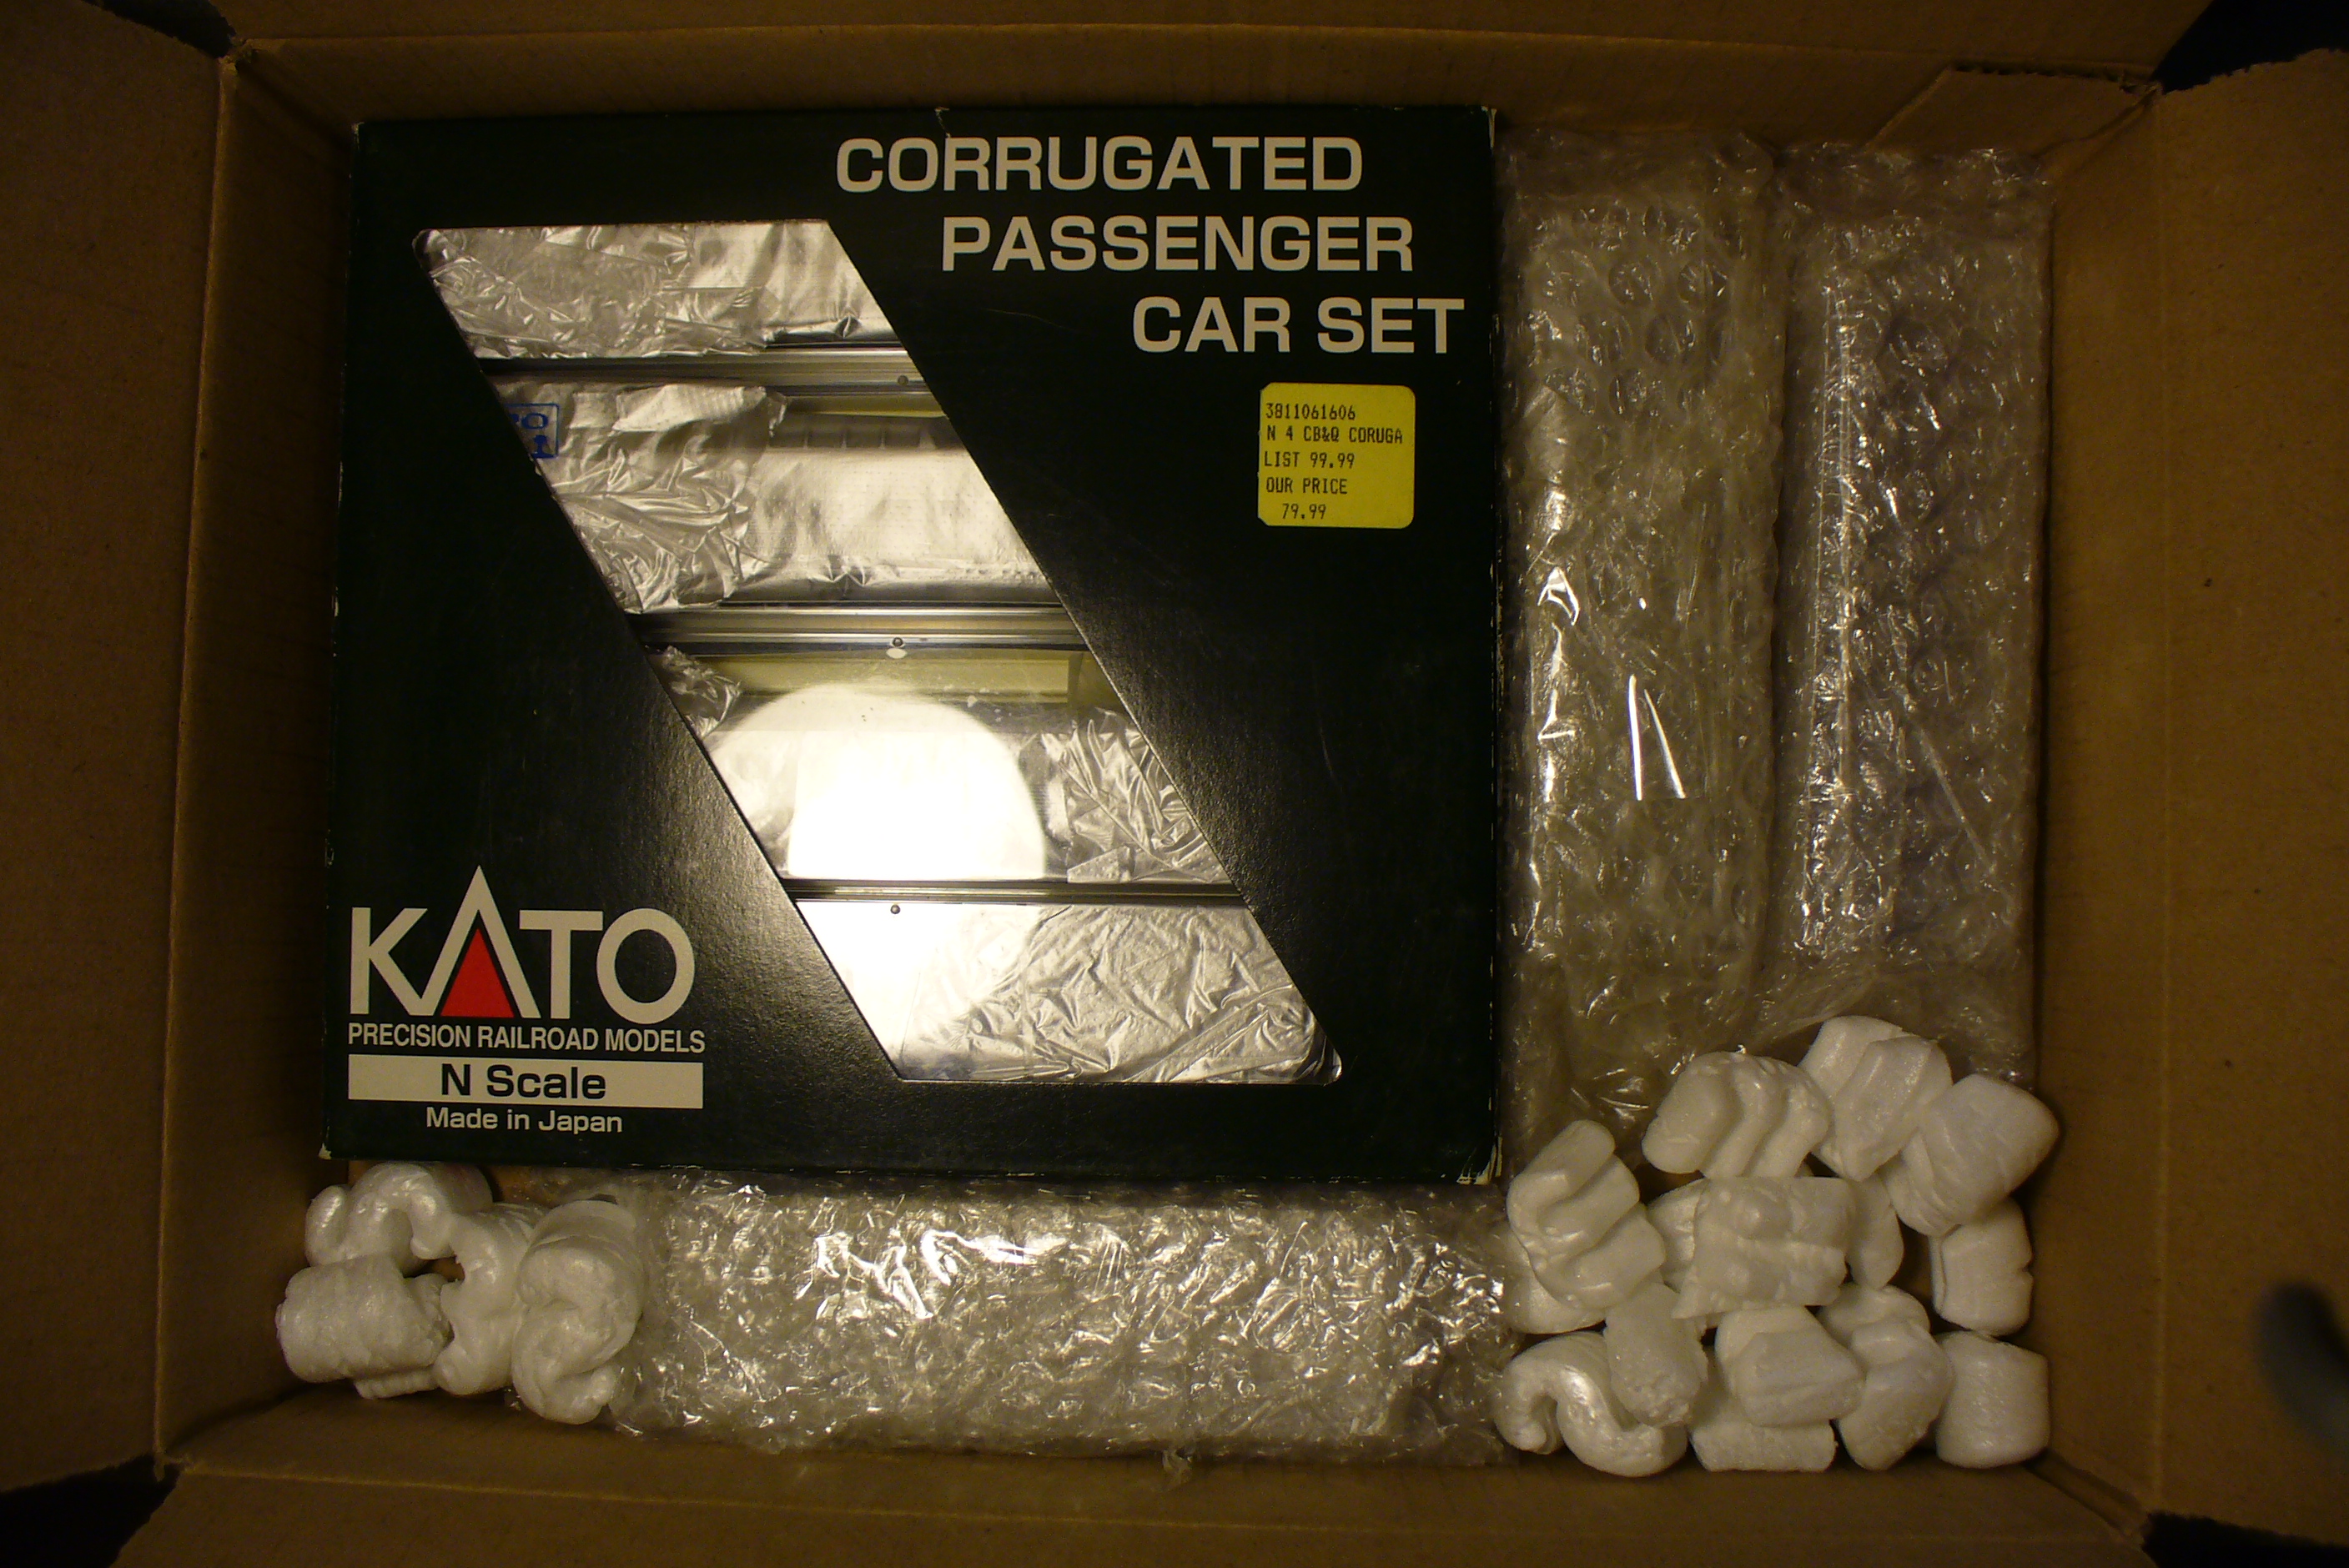 CORRUGATED
PASSENGER
CAR SET
3811061606
N 4 CB&Q CORUGA
LIST 99.99
OUR PRICE
79.99
KATO
PRECISION RAILROAD MODELS
N Scale
Made in Japan